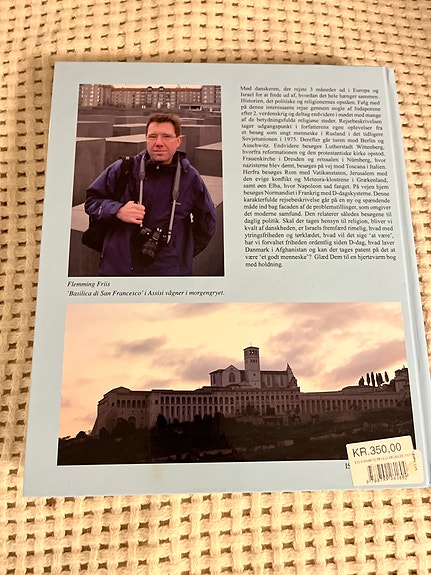 Mød danskeren, der rejste 3 måneder ud i Europa og
Israel for at finde ud af, hvordan det hele hænger sammen.
Historien, det politiske og religionernes opståen. Følg med
på denne interessante rejse gennem nogle af fodsporene
efter 2. verdenskrig og deltag endvidere i mødet med mange
af de betydningsfulde religiøse steder. Rejsebeskrivelsen
tager udgangspunkt i forfatterens egne oplevelser fra
et besøg som ungt menneske i Rusland i det tidligere
Sovjetunionen i 1975. Derefter går turen mod Berlin og
Auschwitz. Endvidere besøges Lutherstadt Wittenberg,
hvorfra reformationen og den protestantiske kirke opstod.
Frauenkirche i Dresden og retssalen i Nürnberg, hvor
nazisterne blev dømt, besøges på vej mod Toscana i Italien.
Herfra besøges Rom med Vatikanstaten, Jerusalem med
den evige konflikt og Meteora-klostrene i Grækenland,
samt øen Elba, hvor Napoleon sad fanget. På vejen hjem
besøges Normandiet i Frankrig med D-dagskysterne. Denne
karakterfulde rejsebeskrivelse går på en ny og spændende
måde ind bag facaden af de problemstillinger, som omgiver
det moderne samfund. Den relaterer således besøgene til
daglig politik. Skal der tages hensyn til religion, bliver vi
kvalt af danskheden, er Israels fremfærd rimelig, hvad med
ytringsfriheden og tørklædet, hvad vil det sige 'at være',
har vi forvaltet friheden ordentlig siden D-dag, hvad laver
Danmark i Afghanistan og kan der tages patent på det at
være 'et godt menneske'? Glæd Dem til en hjertevarm bog
med holdning.
Flemming Friis
'Basilica di San Francesco' i Assisi vågner i morgengryet.
KR.350,00